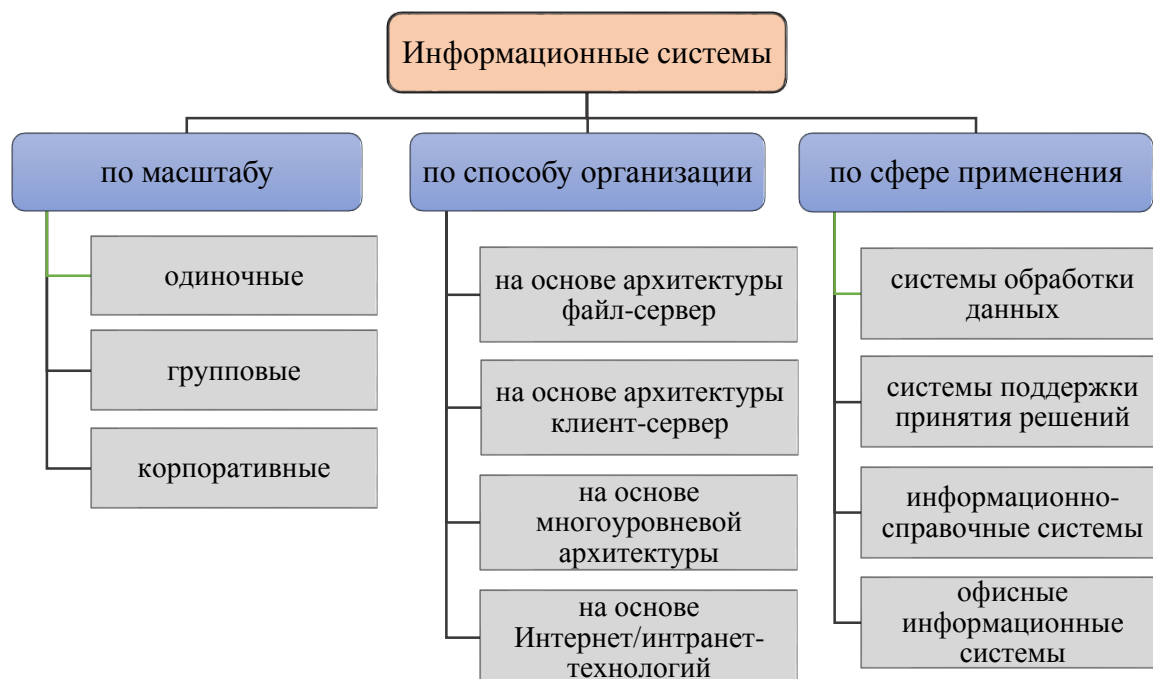 Информационные системы
по масштабу
одиночные
групповые
корпоративные
по способу организации
на основе архитектуры
файл-сервер
на основе архитектуры
клиент-сервер
на основе
многоуровневой
архитектуры
на основе
Интернет/интранет-
технологий
по сфере применения
системы обработки
данных
системы поддержки
принятия решений
информационно-
справочные системы
офисные
информационные
системы